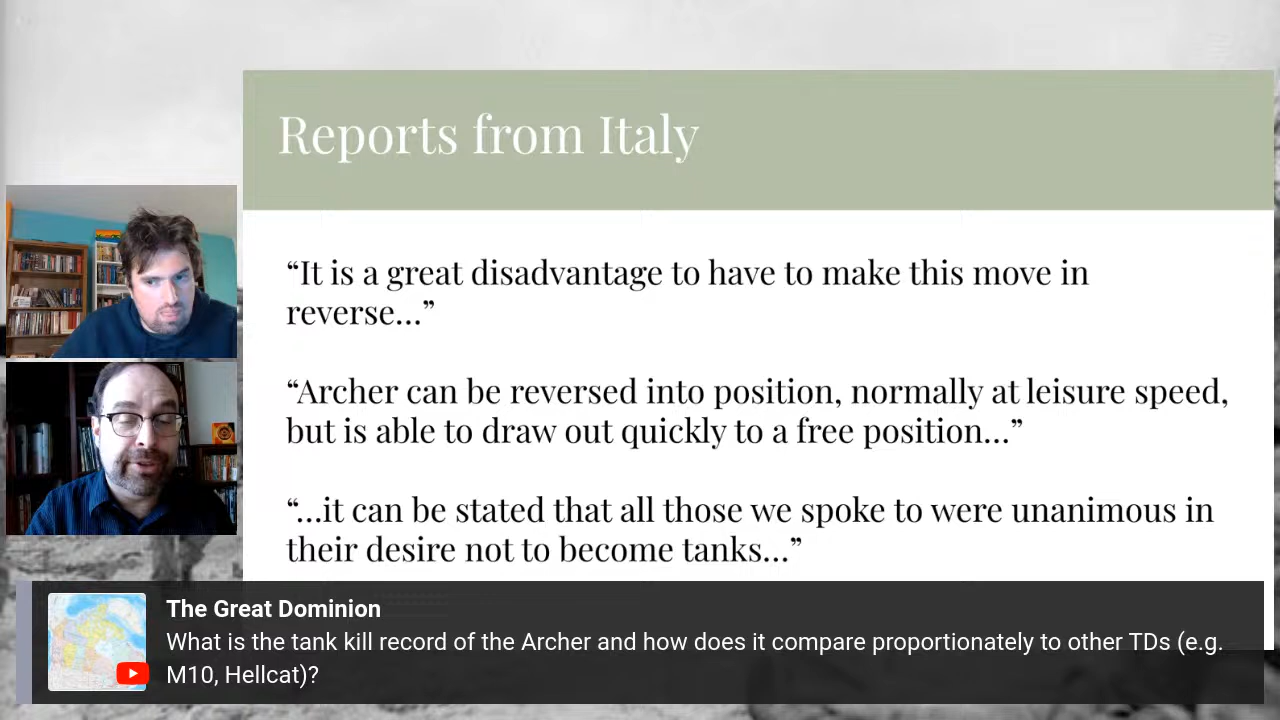 Reports from Italy
“It is a great disadvantage to have to make this move in
reverse…”
“Archer can be reversed into position, normally at leisure speed,
but is able to draw out quickly to a free position…”
“…it can be stated that all those we spoke to were unanimous in
their desire not to become tanks…”
The Great Dominion
What is the tank kill record of the Archer and how does it compare proportionately to other TDs (e.g.
M10, Hellcat)?